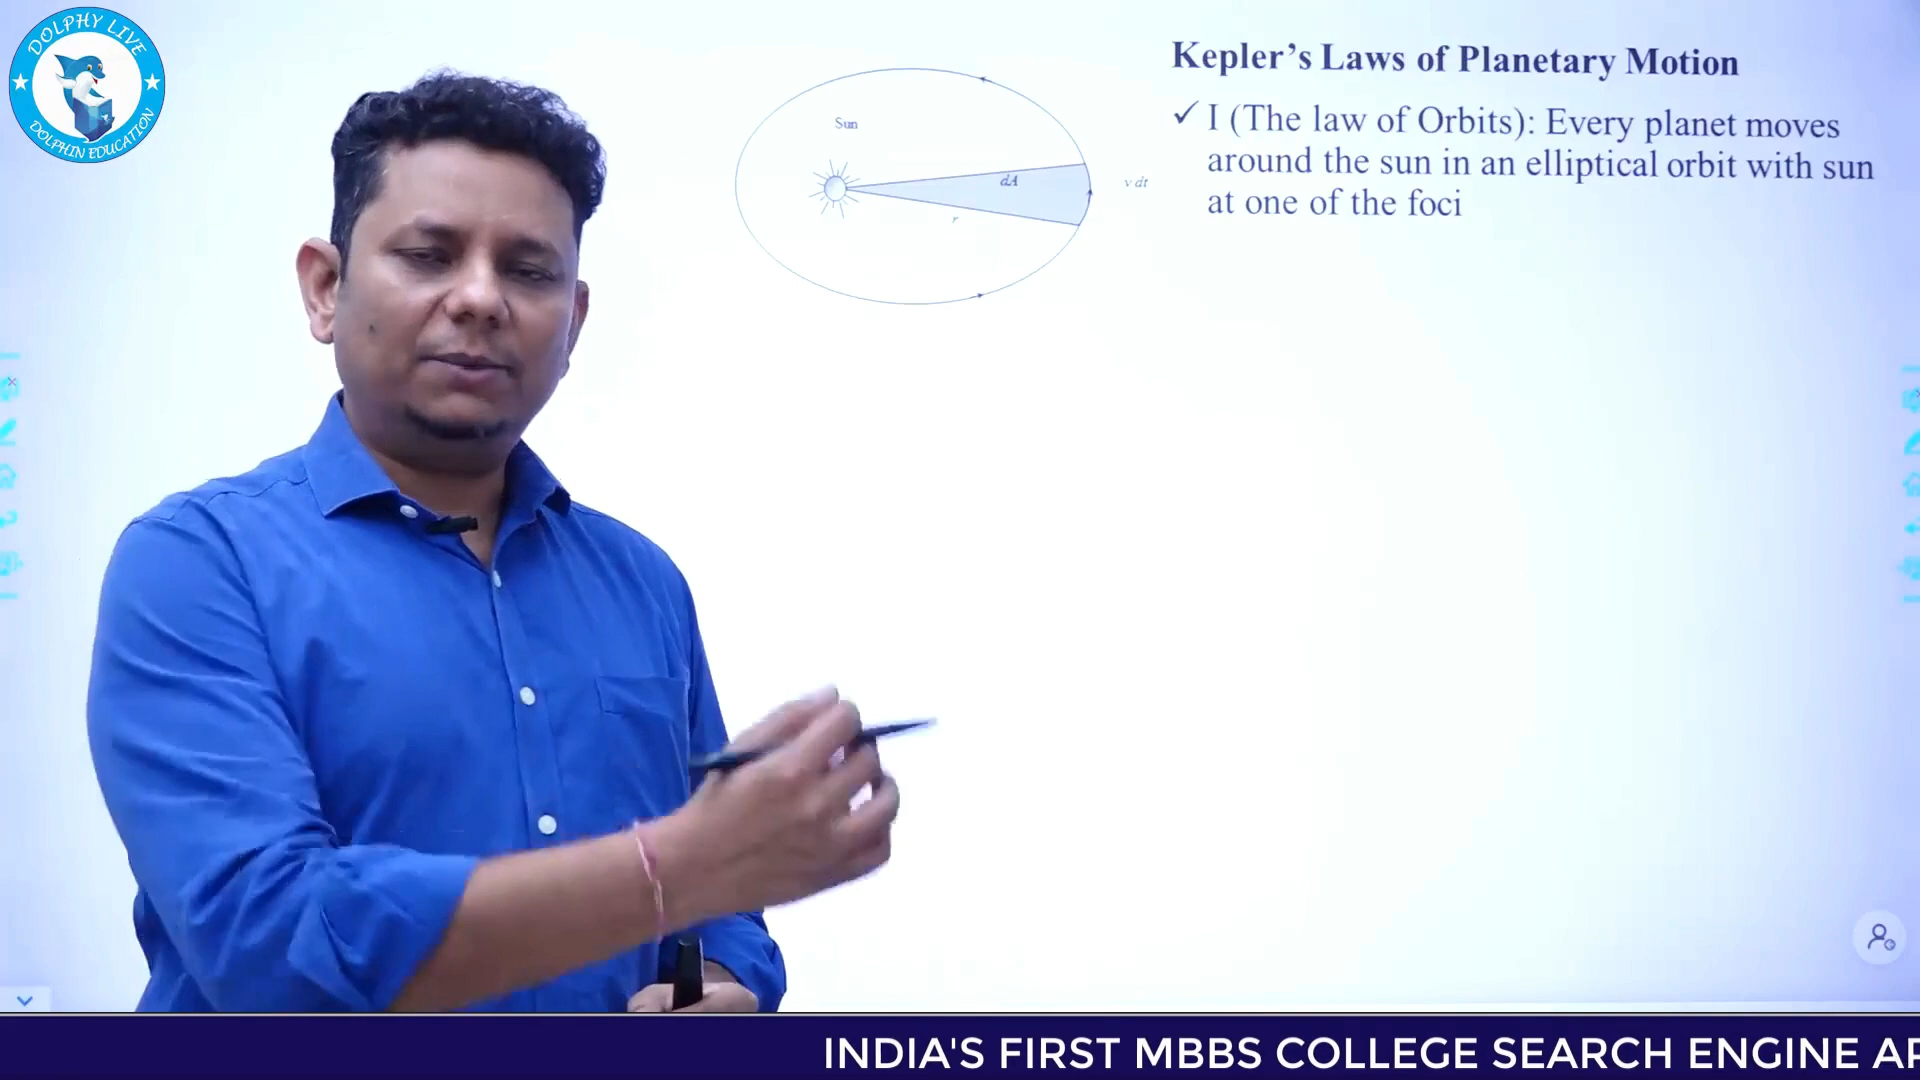 DOLPHY LIVE
DOLPHIN EDUCATION
Kepler's Laws of Planetary Motion
✓ I (The law of Orbits): Every planet moves
around the sun in an elliptical orbit with sun
at one of the foci
Sun
dA
v dt
r
INDIA'S FIRST MBBS COLLEGE SEARCH ENGINE AP